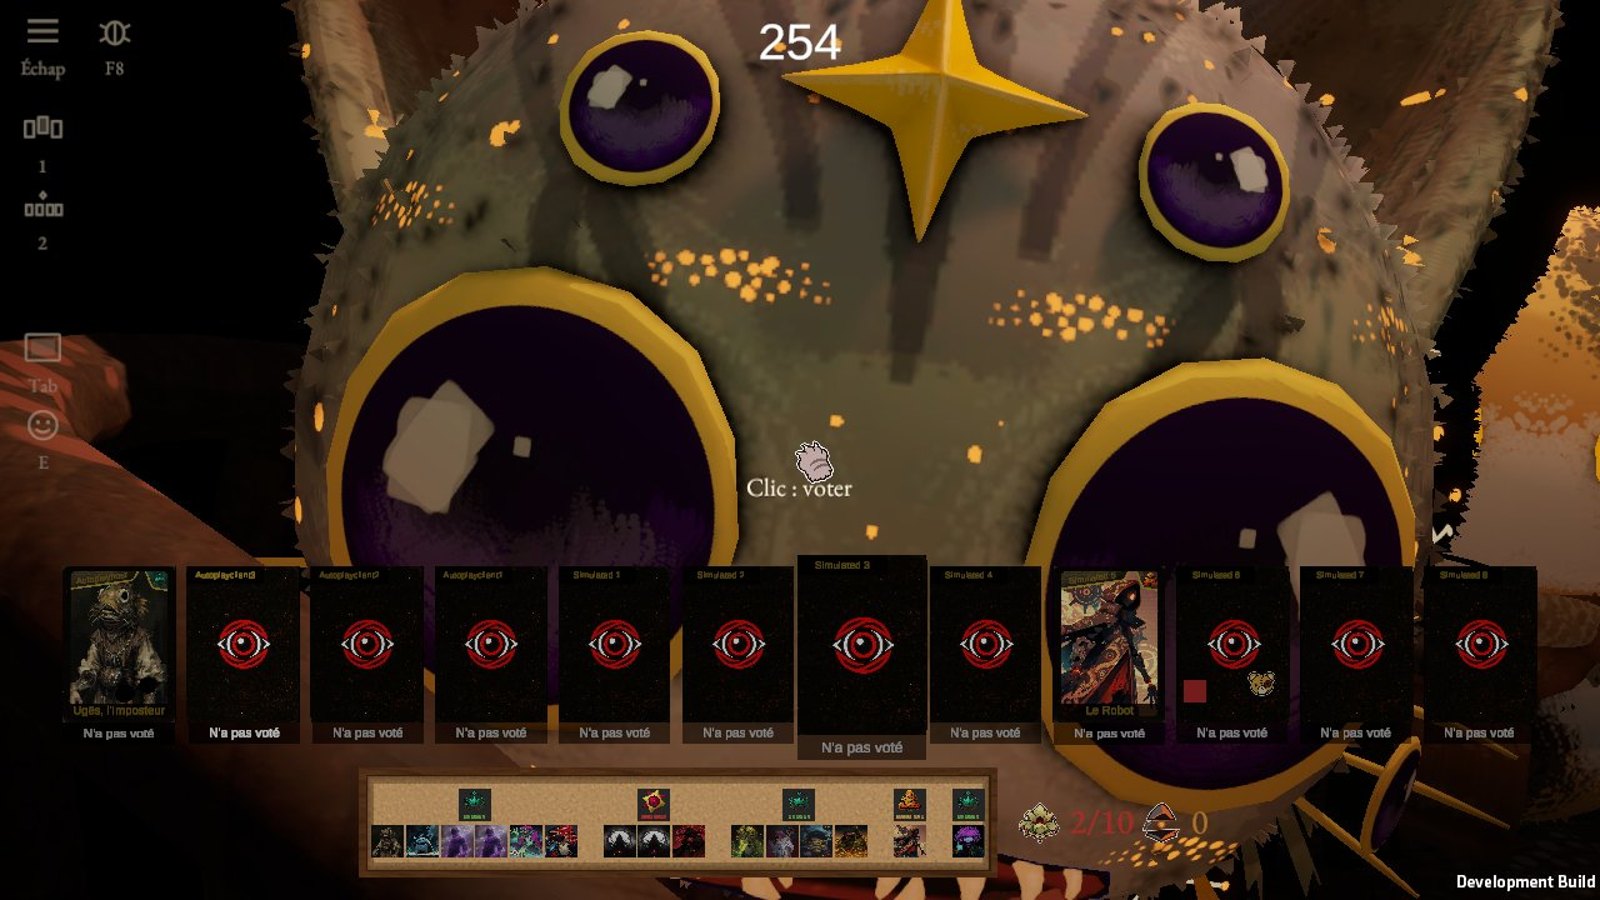 254
Échap
F8
1
2
Tab
E
Clic : voter
Autoplayhost
Autoplayclient3
Autoplayclient2
Autoplayclient1
Simulated 1
Simulated 2
Simulated 3
Simulated 4
Simulated 5
Simulated 6
Simulated 7
Simulated 8
Ugès, l'imposteur
Le Robot
N'a pas voté
N'a pas voté
N'a pas voté
N'a pas voté
N'a pas voté
N'a pas voté
N'a pas voté
N'a pas voté
N'a pas voté
N'a pas voté
N'a pas voté
N'a pas voté
2/10
0
Development Build